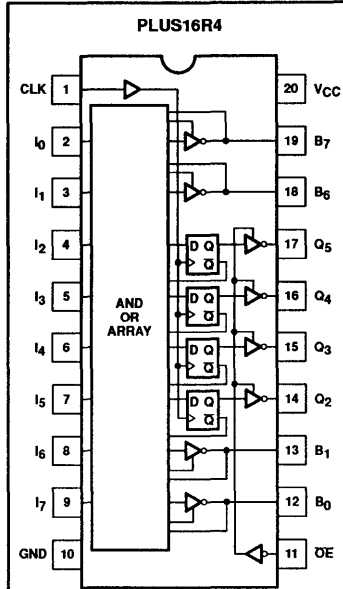 PLUS16R4
CLK 1 20 VCC
I0 2 19 B7
I1 3 18 B6
I2 4 D Q Q̅ 17 Q5
I3 5 D Q Q̅ 16 Q4
AND
OR
ARRAY
I4 6 D Q Q̅ 15 Q3
I5 7 D Q Q̅ 14 Q2
I6 8 13 B1
I7 9 12 B0
GND 10 11 O̅E̅